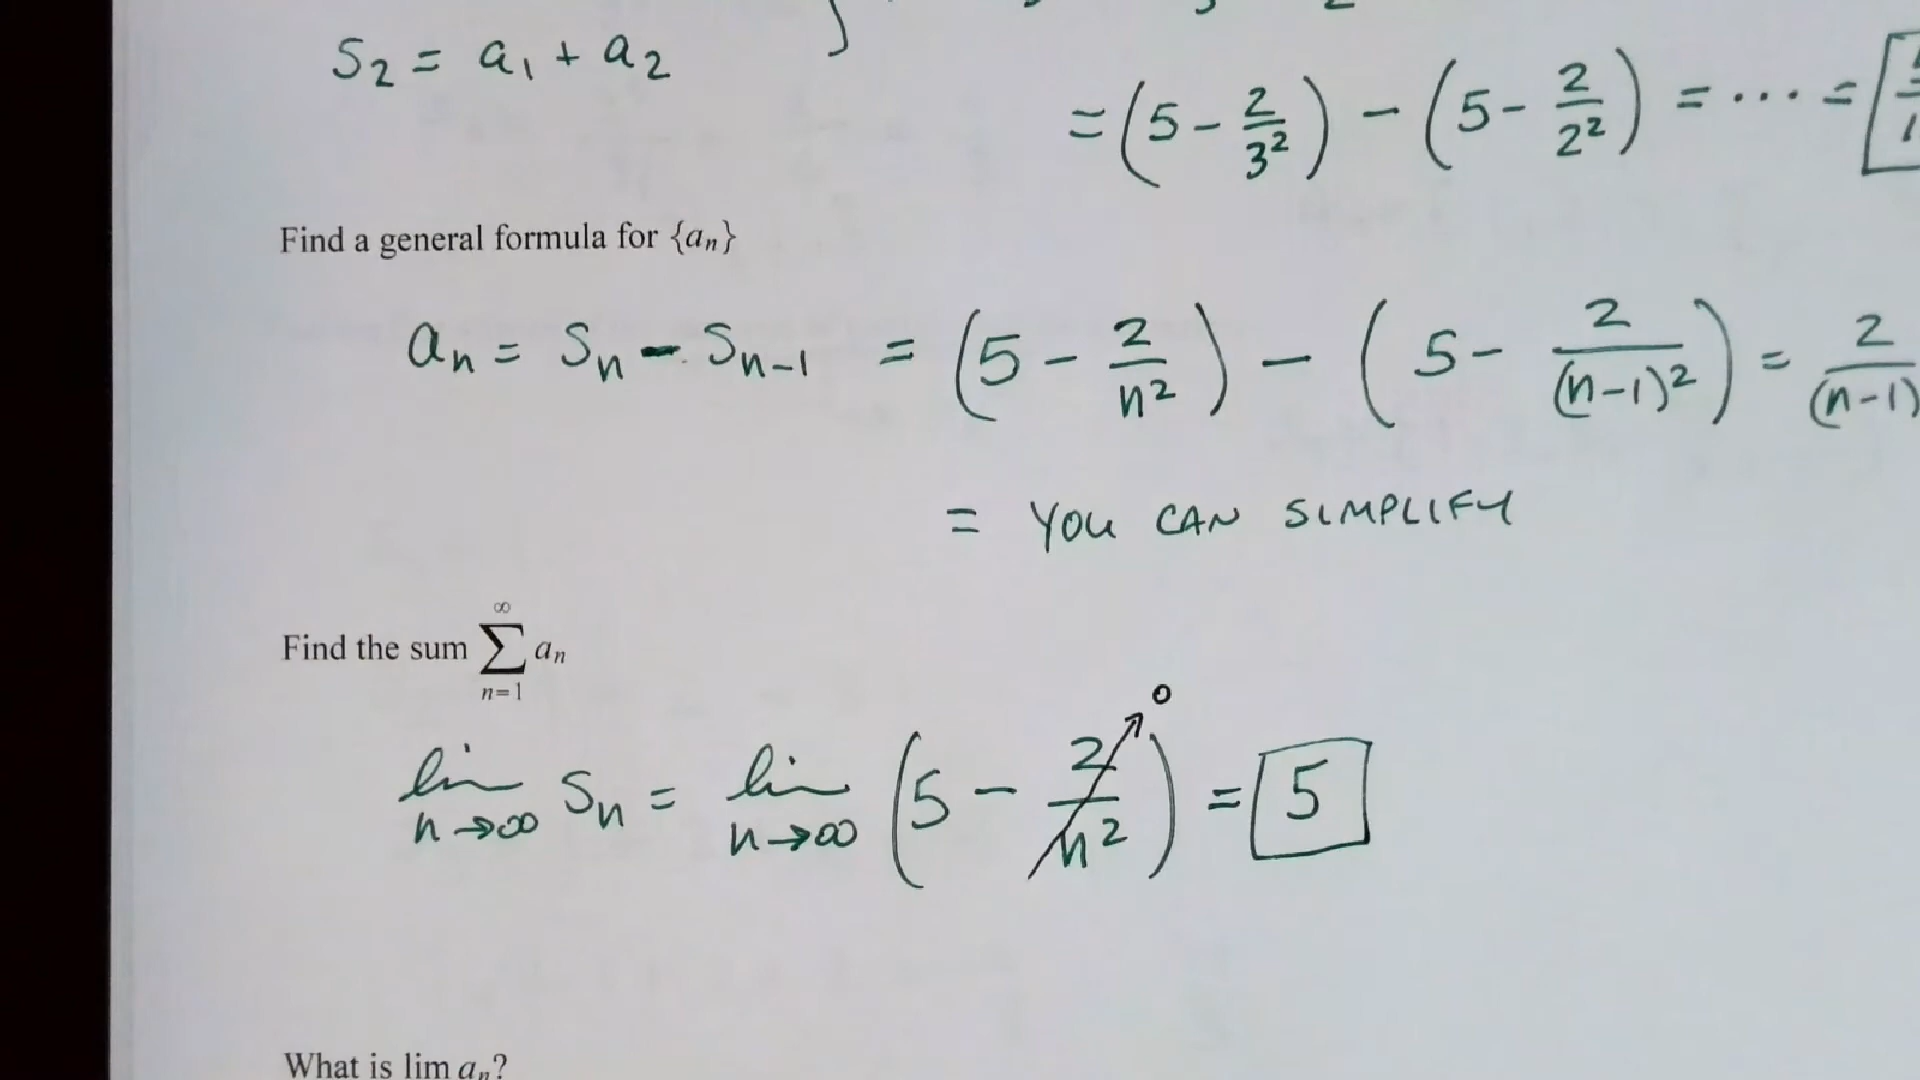 S₂ = a₁ + a₂
= (5 - 2/3²) - (5 - 2/2²) = ... =
Find a general formula for {aₙ}
aₙ = Sₙ - Sₙ₋₁ = (5 - 2/n²) - (5 - 2/(n-1)²) = 2/(n-1)
= YOU CAN SIMPLIFY
Find the sum ∞∑n=1 aₙ
lim n→∞ Sₙ = lim n→∞ (5 - 2/n²)→0 = 5
What is lim aₙ?